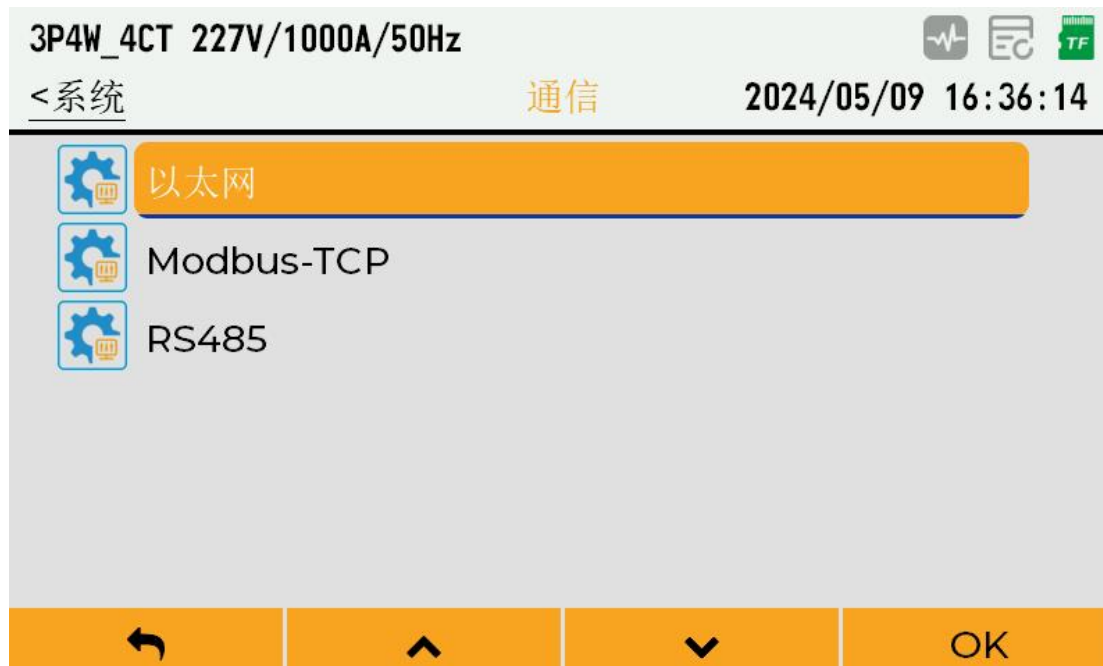 3P4W_4CT 227V/1000A/50Hz
TF
<系统 通信 2024/05/09 16:36:14
以太网
Modbus-TCP
RS485
OK